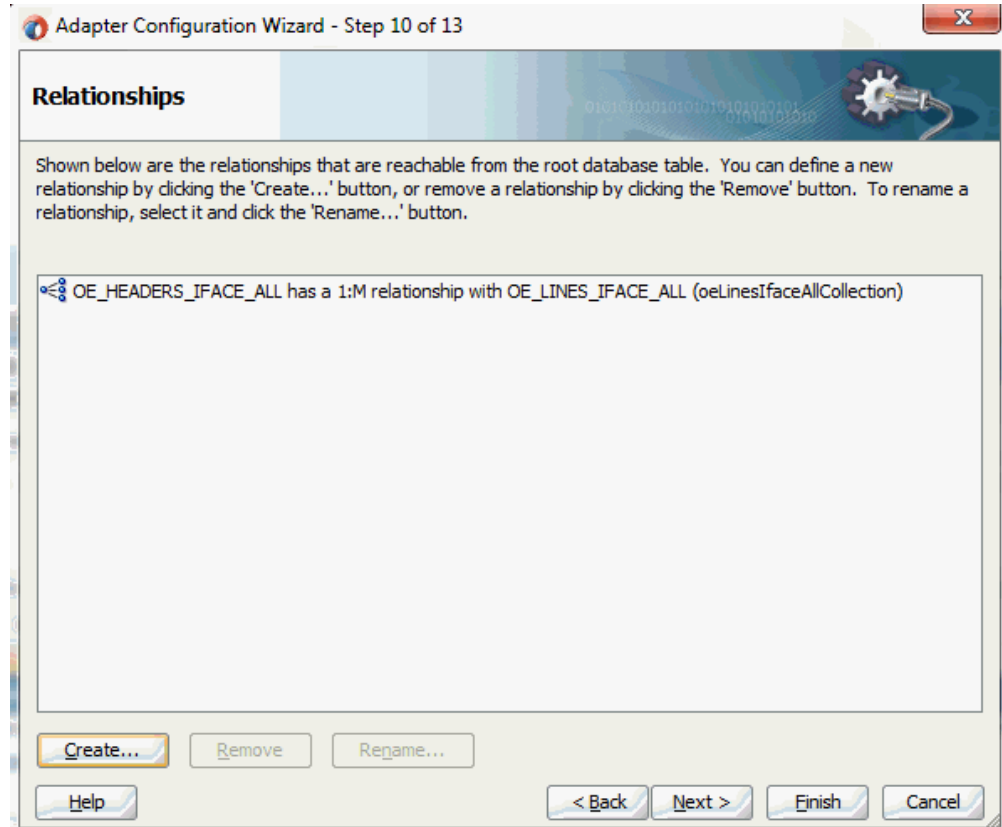 Adapter Configuration Wizard - Step 10 of 13
Relationships
Shown below are the relationships that are reachable from the root database table. You can define a new
relationship by clicking the 'Create...' button, or remove a relationship by clicking the 'Remove' button. To rename a
relationship, select it and click the 'Rename...' button.
OE_HEADERS_IFACE_ALL has a 1:M relationship with OE_LINES_IFACE_ALL (oeLinesIfaceAllCollection)
Create... Remove Rename...
Help < Back Next > Finish Cancel